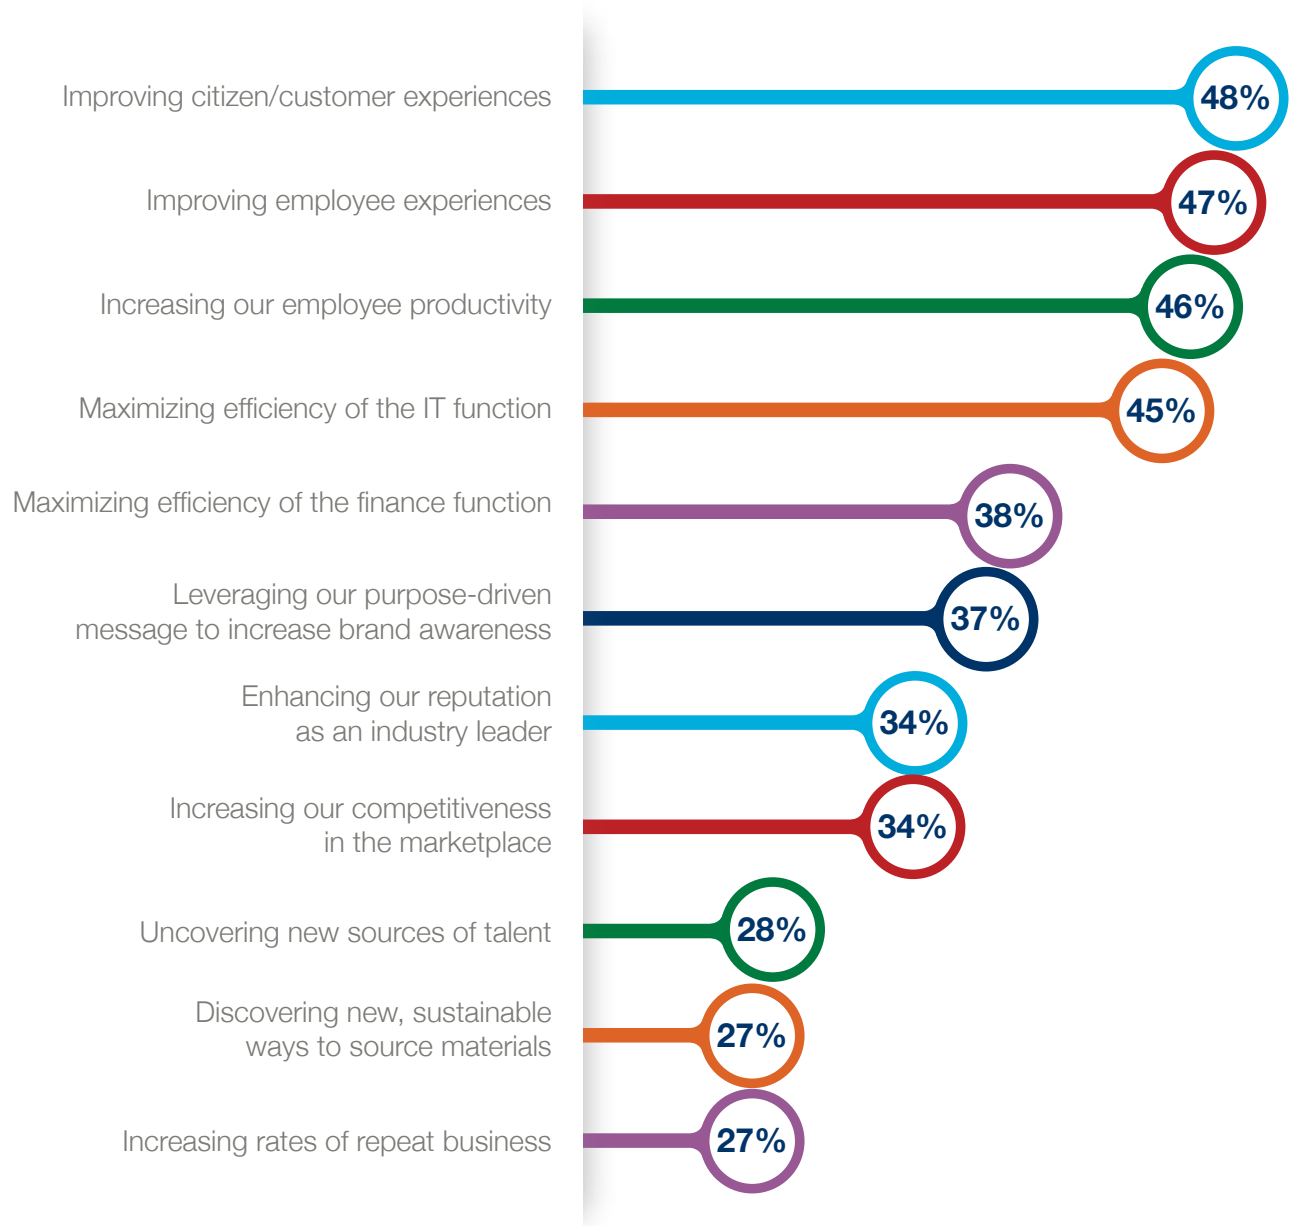 Improving citizen/customer experiences
48%
Improving employee experiences
47%
Increasing our employee productivity
46%
Maximizing efficiency of the IT function
45%
Maximizing efficiency of the finance function
38%
Leveraging our purpose-driven
message to increase brand awareness
37%
Enhancing our reputation
as an industry leader
34%
Increasing our competitiveness
in the marketplace
34%
Uncovering new sources of talent
28%
Discovering new, sustainable
ways to source materials
27%
Increasing rates of repeat business
27%